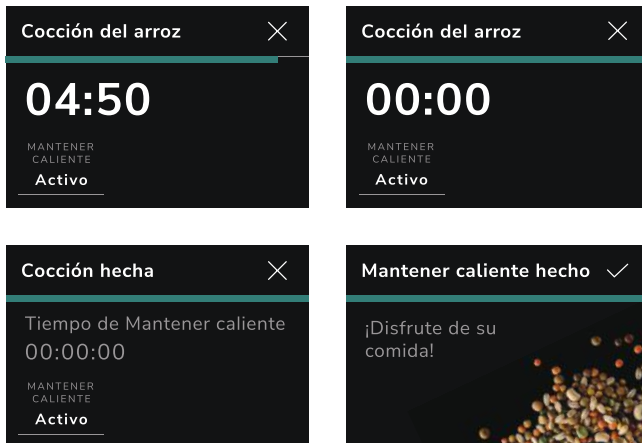 Cocción del arroz
04:50
MANTENER
CALIENTE
Activo
Cocción del arroz
00:00
MANTENER
CALIENTE
Activo
Cocción hecha
Tiempo de Mantener caliente
00:00:00
MANTENER
CALIENTE
Activo
Mantener caliente hecho
¡Disfrute de su
comida!